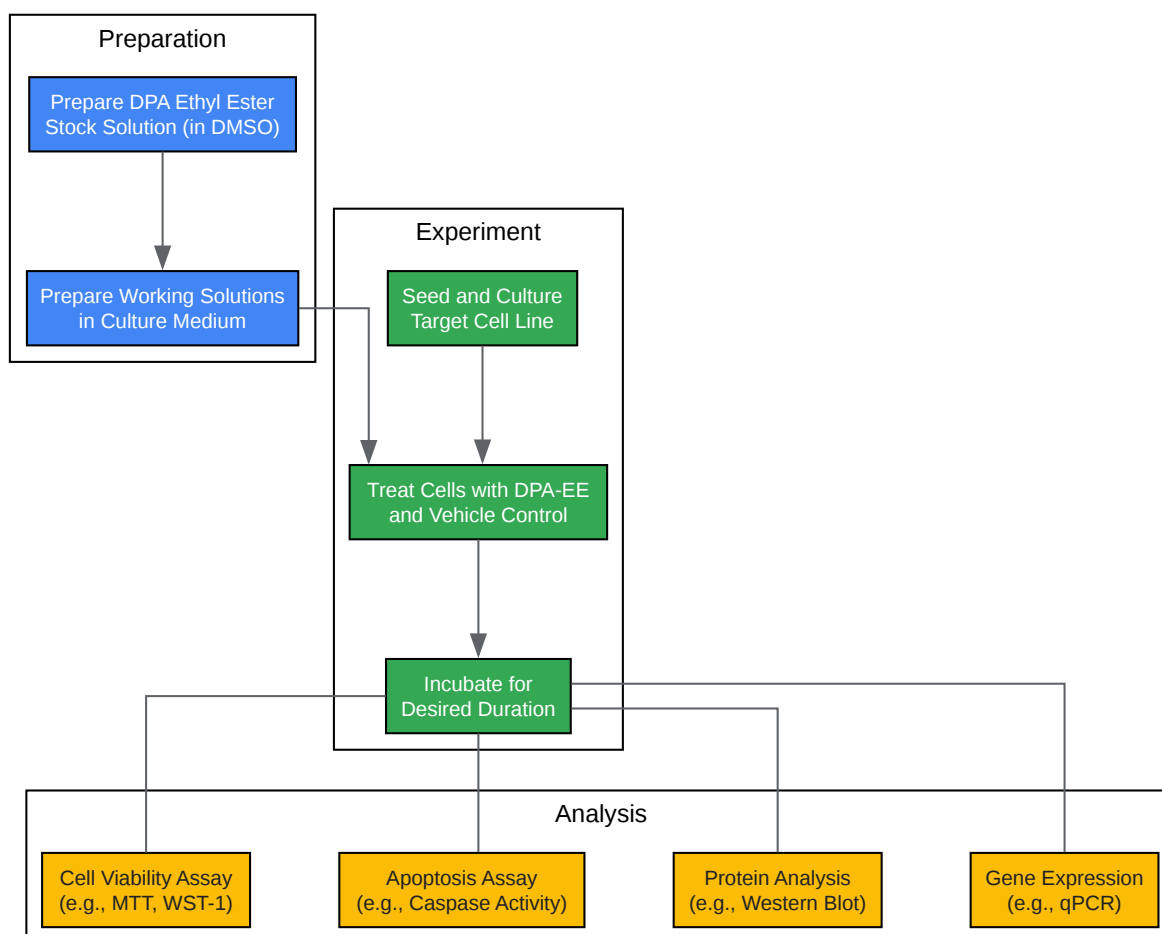 Preparation
Prepare DPA Ethyl Ester
Stock Solution (in DMSO)
Prepare Working Solutions
in Culture Medium
Experiment
Seed and Culture
Target Cell Line
Treat Cells with DPA-EE
and Vehicle Control
Incubate for
Desired Duration
Analysis
Cell Viability Assay
(e.g., MTT, WST-1)
Apoptosis Assay
(e.g., Caspase Activity)
Protein Analysis
(e.g., Western Blot)
Gene Expression
(e.g., qPCR)